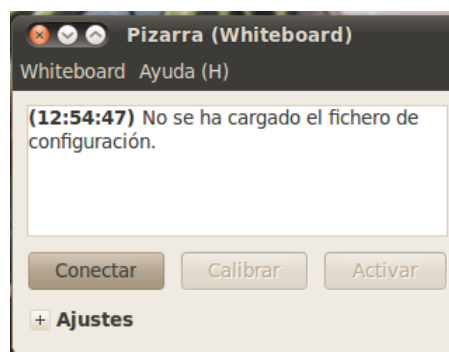 Pizarra (Whiteboard)
Whiteboard Ayuda (H)
(12:54:47) No se ha cargado el fichero de
configuración.
Conectar Calibrar Activar
+ Ajustes